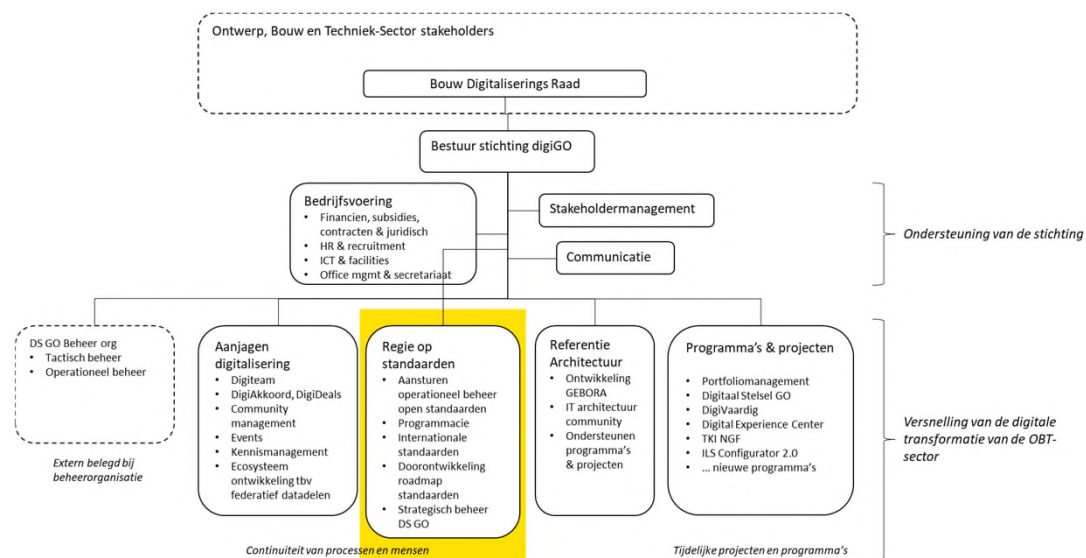 Ontwerp, Bouw en Techniek-Sector stakeholders
Bouw Digitaliserings Raad
Bestuur stichting digiGO
Bedrijfsvoering
• Financien, subsidies,
contracten & juridisch
• HR & recruitment
• ICT & facilities
• Office mgmt & secretariaat
Stakeholdermanagement
Communicatie
Ondersteuning van de stichting
DS GO Beheer org
• Tactisch beheer
• Operationeel beheer
Extern belegd bij
beheerorganisatie
Aanjagen
digitalisering
• Digiteam
• DigiAkkoord, DigiDeals
• Community
management
• Events
• Kennismanagement
• Ecosysteem
ontwikkeling tbv
federatief datadelen
Regie op
standaarden
• Aansturen
operationeel beheer
open standaarden
• Programmacie
• Internationale
standaarden
• Doorontwikkeling
roadmap
standaarden
• Strategisch beheer
DS GO
Referentie
Architectuur
• Ontwikkeling
GEBORA
• IT architectuur
community
• Ondersteunen
programma's
& projecten
Programma's & projecten
• Portfoliomanagement
• Digitaal Stelsel GO
• DigiVaardig
• Digital Experience Center
• TKI NGF
• ILS Configurator 2.0
• ... nieuwe programma's
Versnelling van de digitale
transformatie van de OBT-
sector
Continuiteit van processen en mensen
Tijdelijke projecten en programma's